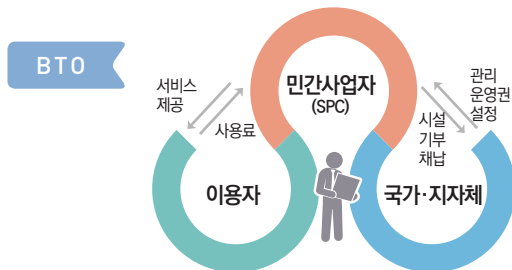 BTO
서비스
제공
사용료
민간사업자
(SPC)
관리
운영권
설정
시설
기부
채납
이용자
국가·지자체